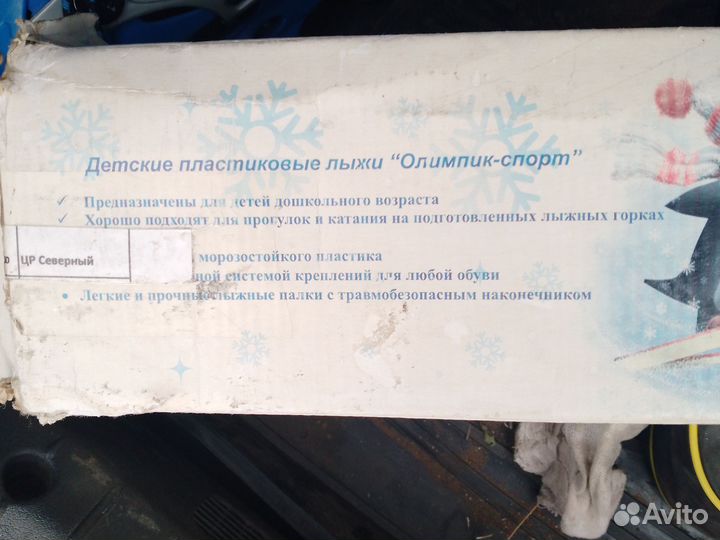 Детские пластиковые лыжи "Олимпик-спорт"
✓ Предназначены для детей дошкольного возраста
✓ Хорошо подходят для прогулок и катания на подготовленных лыжных горках
ЦР Северный
морозостойкого пластика
ной системой креплений для любой обуви
• Легкие и прочные лыжные палки с травмобезопасным наконечником
Avito